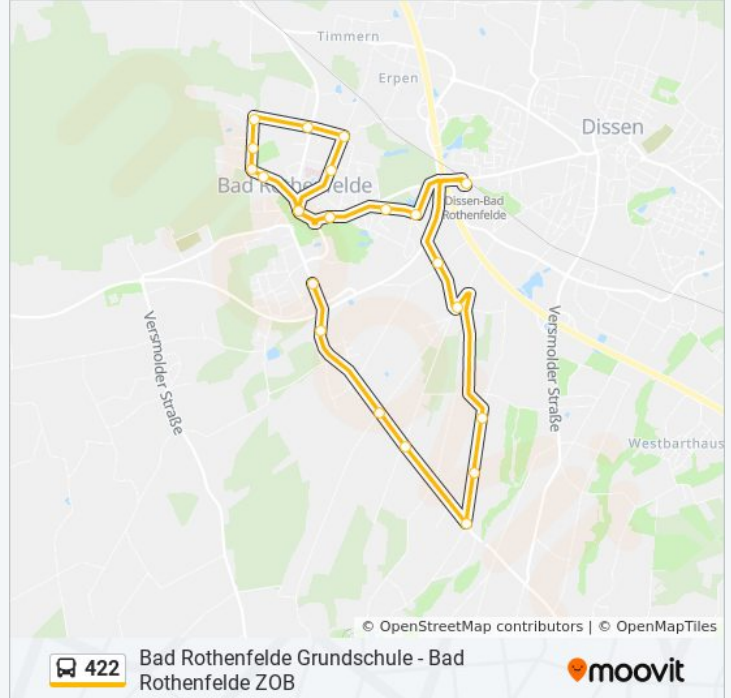 Timmern
Erpen
Dissen
Bad Rothenfelde
Dissen-Bad
Rothenfelde
Versmolder Straße
Versmolder Straße
Westbarthaus
© OpenStreetMap contributors | © OpenMapTiles
422
Bad Rothenfelde Grundschule - Bad
Rothenfelde ZOB
moovit